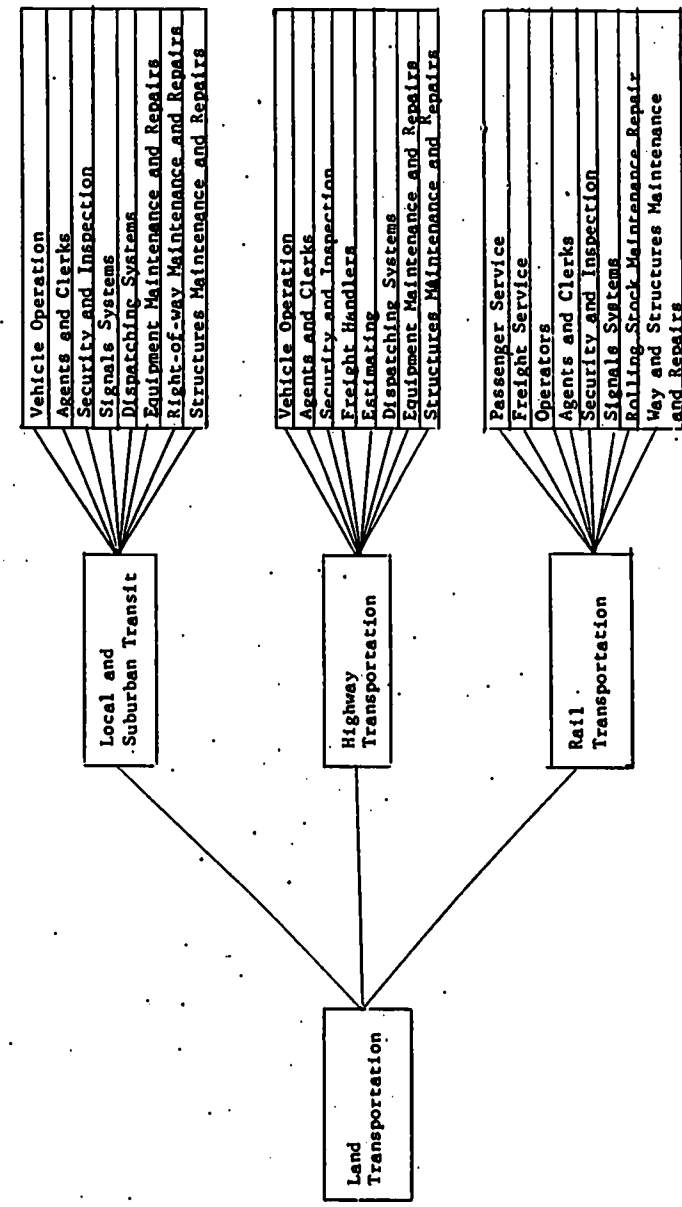 Land
Transportation
Local and
Suburban Transit
Vehicle Operation
Agents and Clerks
Security and Inspection
Signals Systems
Dispatching Systems
Equipment Maintenance and Repairs
Right-of-way Maintenance and Repairs
Structures Maintenance and Repairs
Highway
Transportation
Vehicle Operation
Agents and Clerks
Security and Inspection
Freight Handlers
Estimating
Dispatching Systems
Equipment Maintenance and Repairs
Structures Maintenance and Repairs
Rail
Transportation
Passenger Service
Freight Service
Operators
Agents and Clerks
Security and Inspection
Signals Systems
Rolling Stock Maintenance Repair
Way and Structures Maintenance
and Repairs